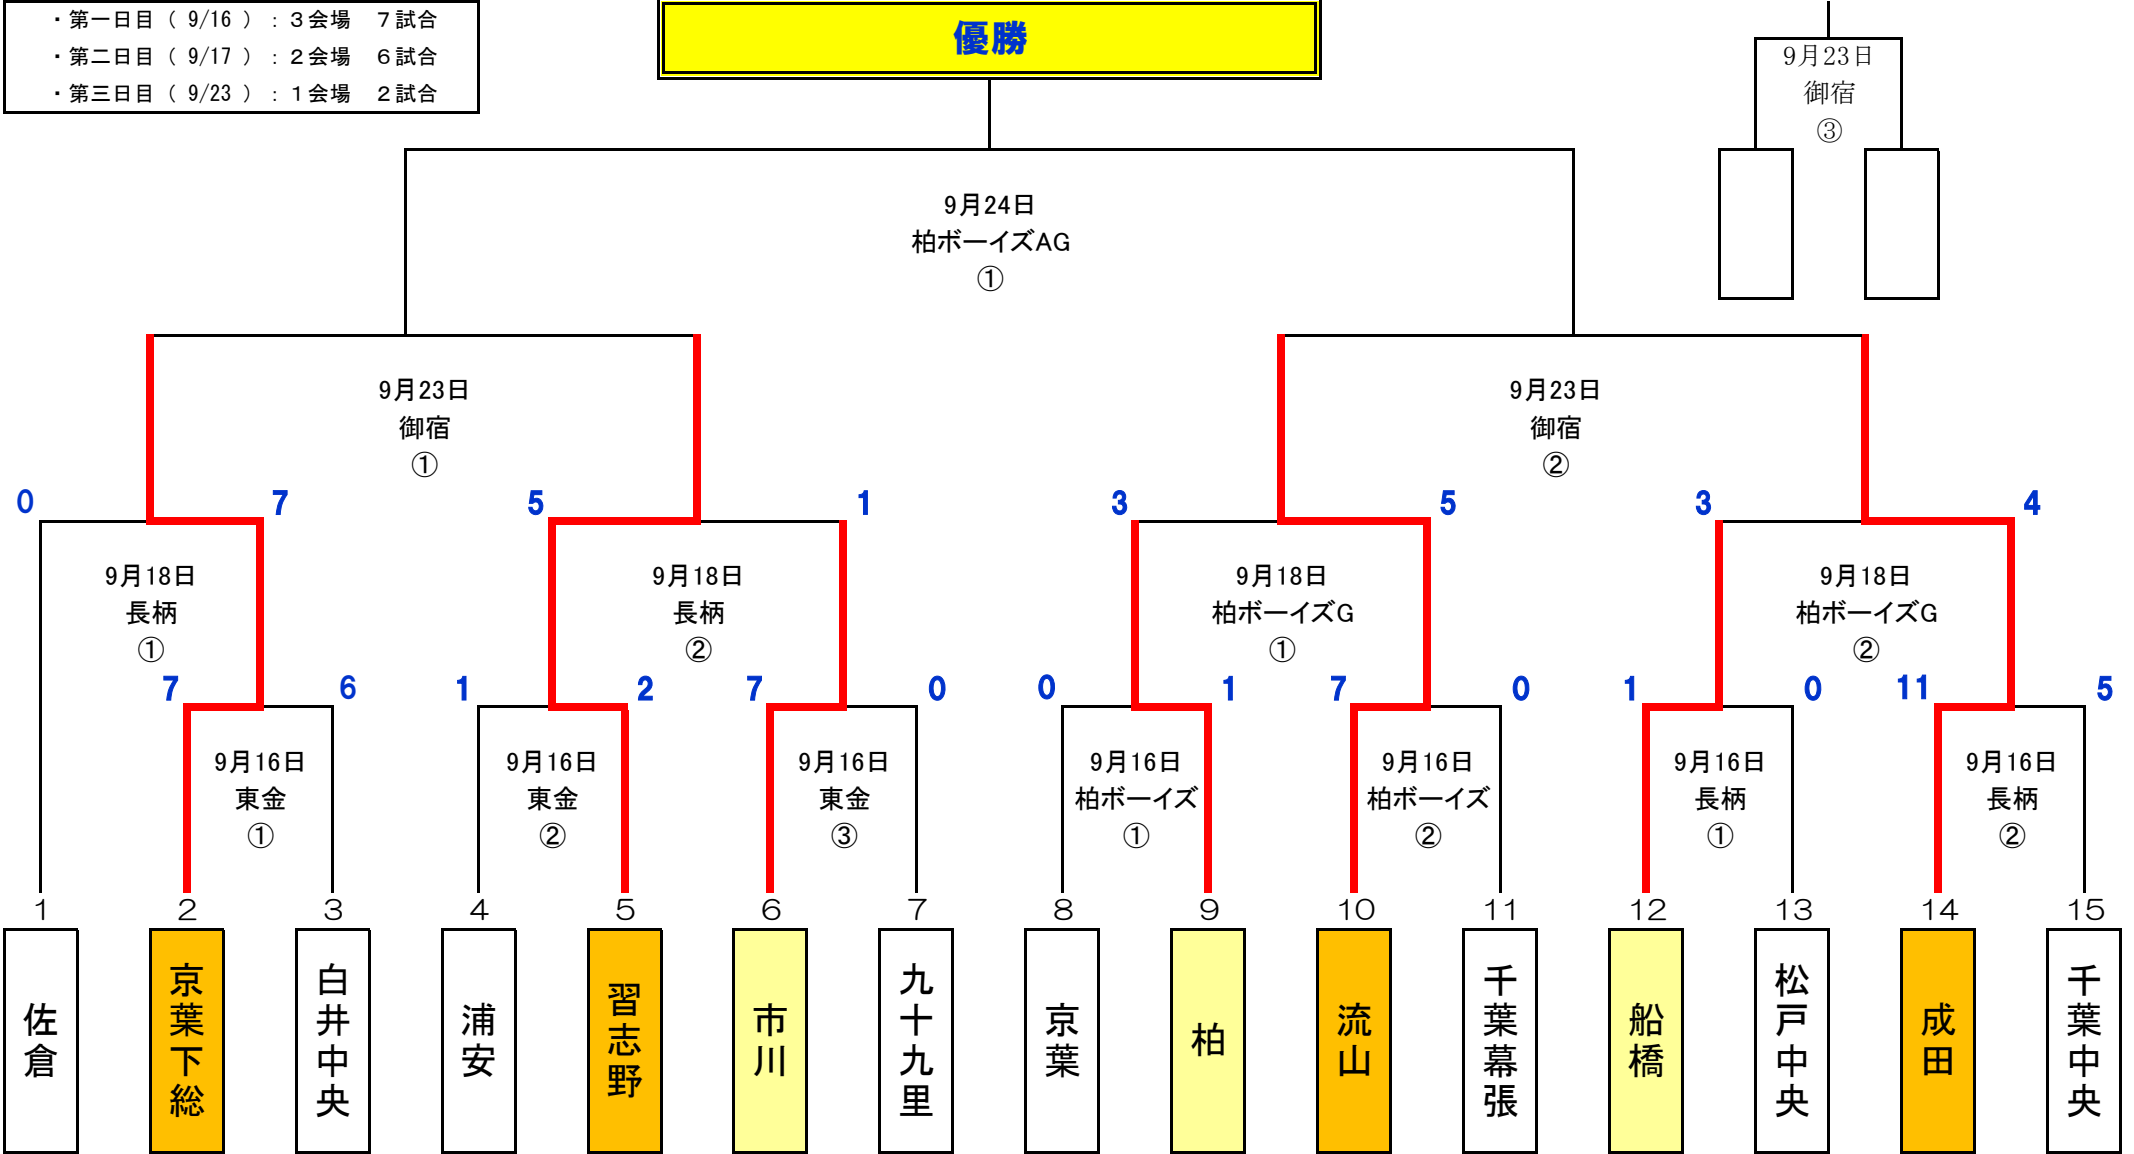 ・第一日目（ 9/16 ）：３会場　７試合
・第二日目（ 9/17 ）：２会場　６試合
・第三日目（ 9/23 ）：１会場　２試合
優勝
9月23日
御宿
③
9月24日
柏ボーイズAG
①
9月23日
御宿
①
9月23日
御宿
②
0 7 5 1 3 5 3 4
9月18日
長柄
①
9月18日
長柄
②
9月18日
柏ボーイズG
①
9月18日
柏ボーイズG
②
7 6 1 2 7 0 0 1 7 0 1 0 11 5
9月16日
東金
①
9月16日
東金
②
9月16日
東金
③
9月16日
柏ボーイズ
①
9月16日
柏ボーイズ
②
9月16日
長柄
①
9月16日
長柄
②
1 2 3 4 5 6 7 8 9 10 11 12 13 14 15
佐倉
京葉下総
白井中央
浦安
習志野
市川
九十九里
京葉
柏
流山
千葉幕張
船橋
松戸中央
成田
千葉中央